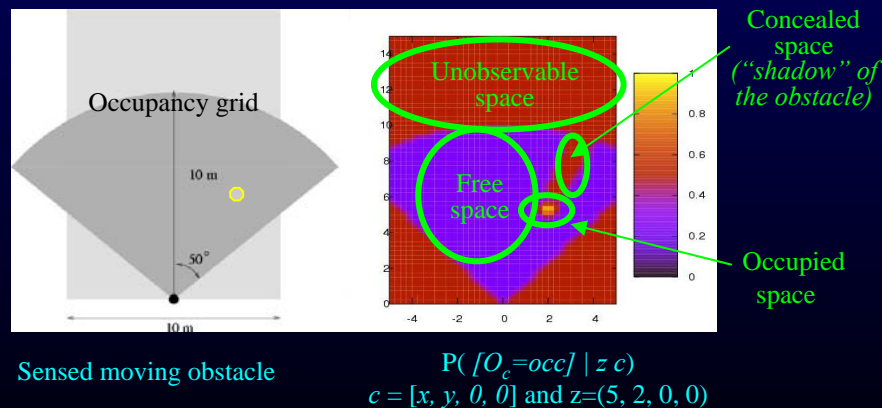 Occupancy grid
10 m
50°
10 m
Unobservable
space
Free
space
14
12
10
8
6
4
2
0
-4
-2
0
2
4
1
0.8
0.6
0.4
0.2
0
Concealed
space
("shadow" of
the obstacle)
Occupied
space
Sensed moving obstacle
P( [O_c=occ] | z c)
c = [x, y, 0, 0] and z=(5, 2, 0, 0)